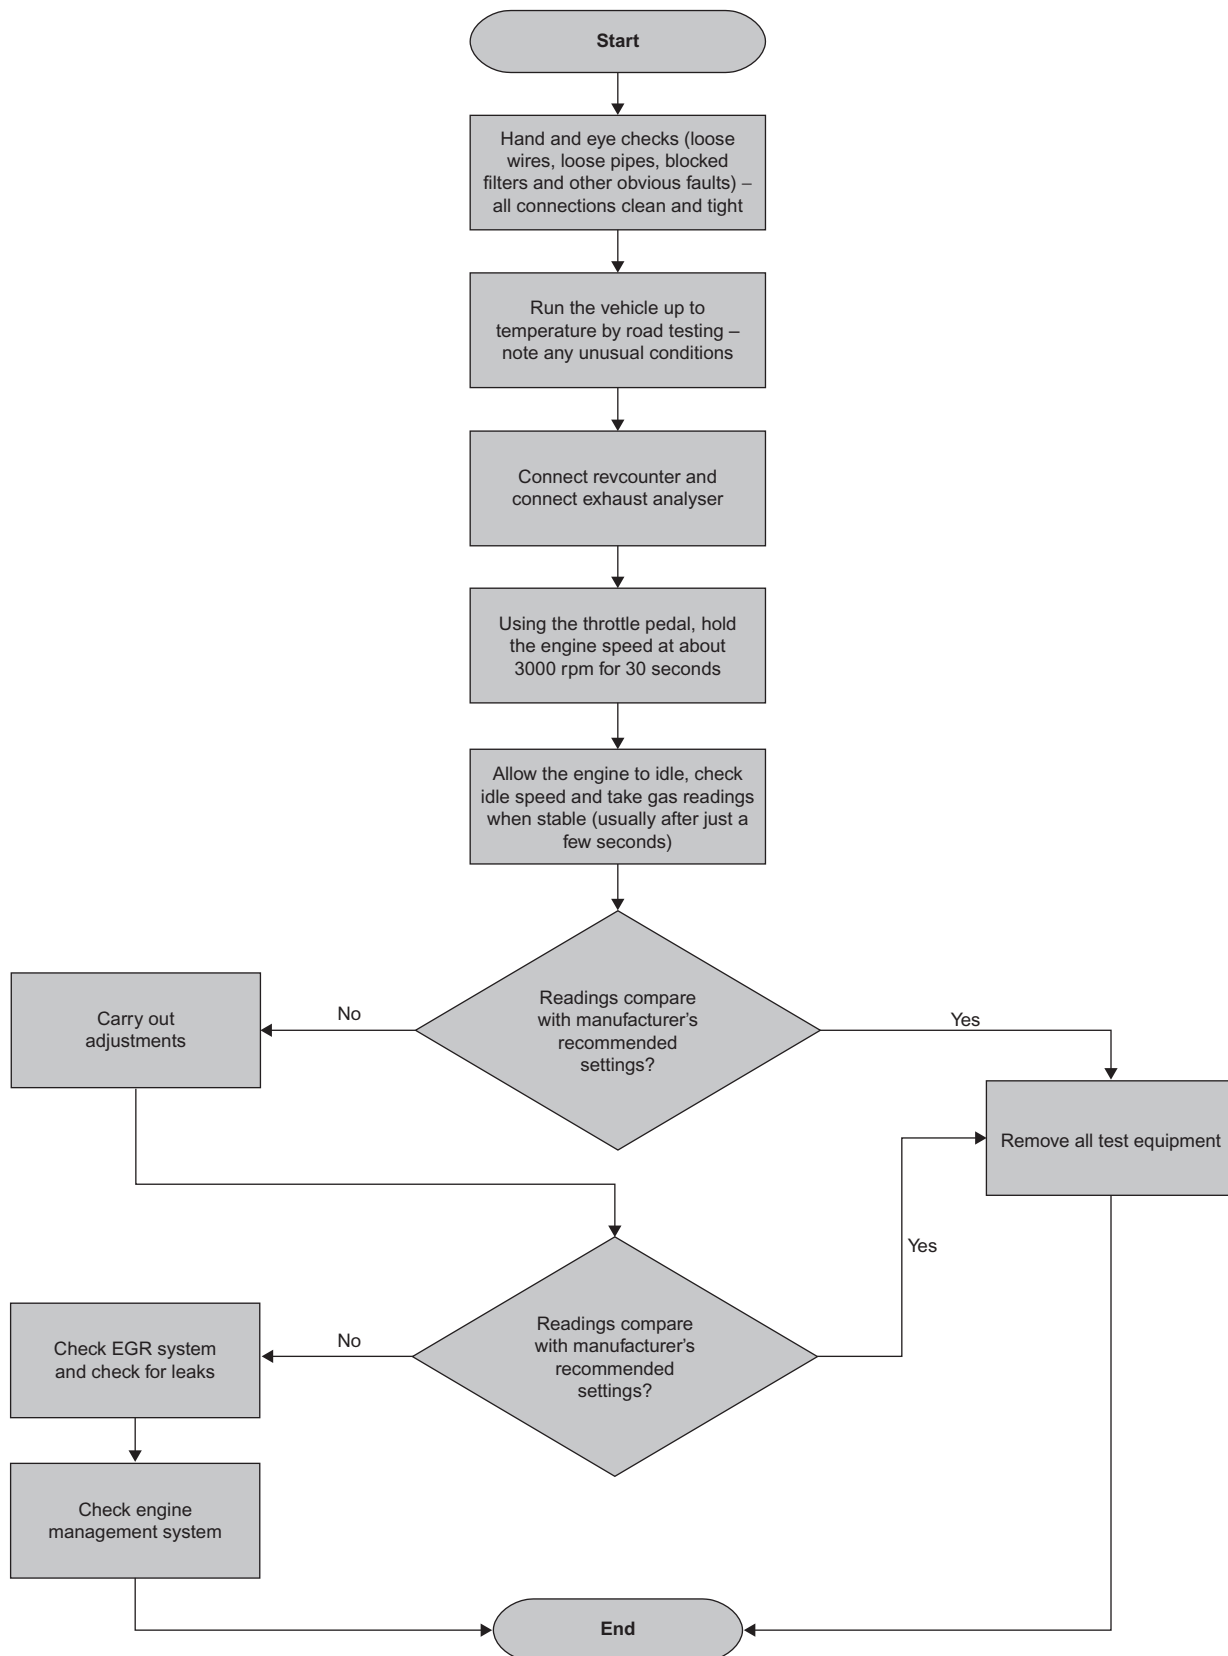 Start
Hand and eye checks (loose
wires, loose pipes, blocked
filters and other obvious faults) –
all connections clean and tight
Run the vehicle up to
temperature by road testing –
note any unusual conditions
Connect revcounter and
connect exhaust analyser
Using the throttle pedal, hold
the engine speed at about
3000 rpm for 30 seconds
Allow the engine to idle, check
idle speed and take gas readings
when stable (usually after just a
few seconds)
Readings compare
with manufacturer’s
recommended
settings?
No
Yes
Carry out
adjustments
Remove all test equipment
Readings compare
with manufacturer’s
recommended
settings?
No
Yes
Check EGR system
and check for leaks
Check engine
management system
End